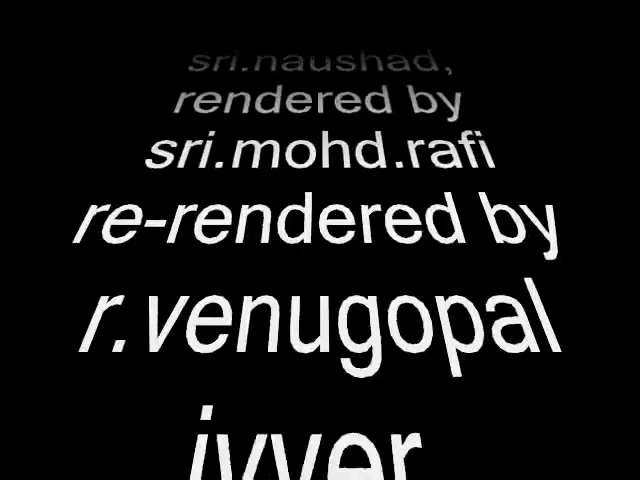 sri.naushad,
rendered by
sri.mohd.rafi
re-rendered by
r.venugopal
iyyer